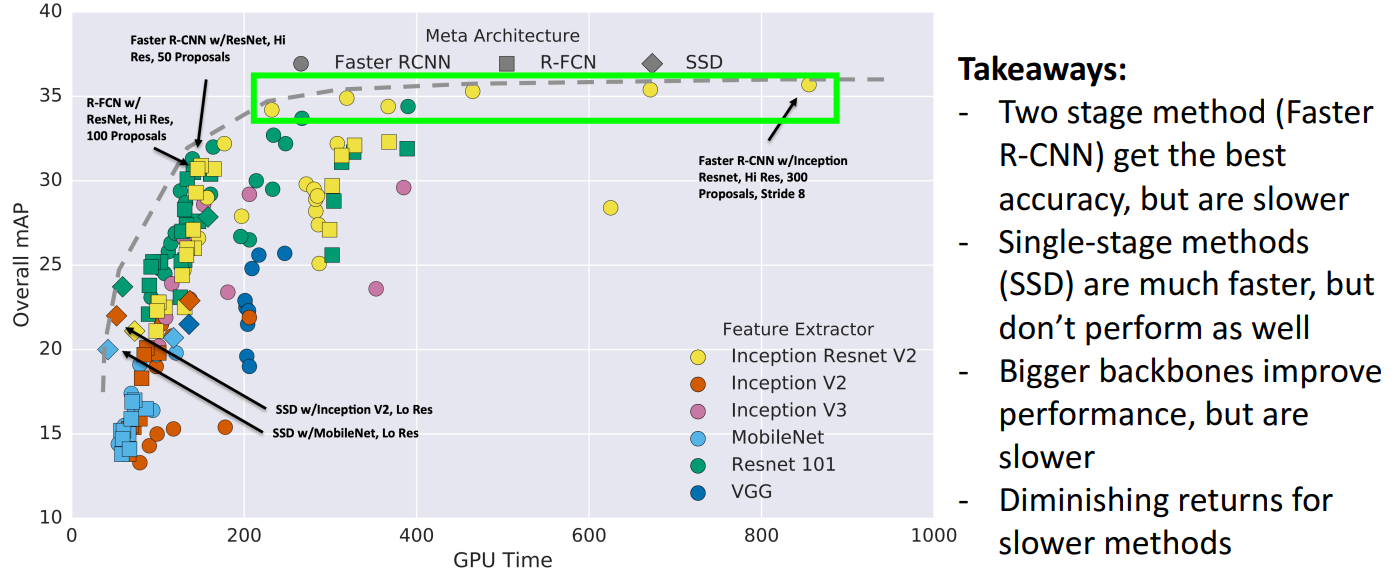 40
35
30
25
20
15
10
0
200
400
600
800
1000
Overall mAP
GPU Time
Faster R-CNN w/ResNet, Hi
Res, 50 Proposals
R-FCN w/
ResNet, Hi Res,
100 Proposals
Meta Architecture
Faster RCNN
R-FCN
SSD
Faster R-CNN w/Inception
Resnet, Hi Res, 300
Proposals, Stride 8
SSD w/Inception V2, Lo Res
SSD w/MobileNet, Lo Res
Feature Extractor
Inception Resnet V2
Inception V2
Inception V3
MobileNet
Resnet 101
VGG
Takeaways:
- Two stage method (Faster
R-CNN) get the best
accuracy, but are slower
- Single-stage methods
(SSD) are much faster, but
don’t perform as well
- Bigger backbones improve
performance, but are
slower
- Diminishing returns for
slower methods